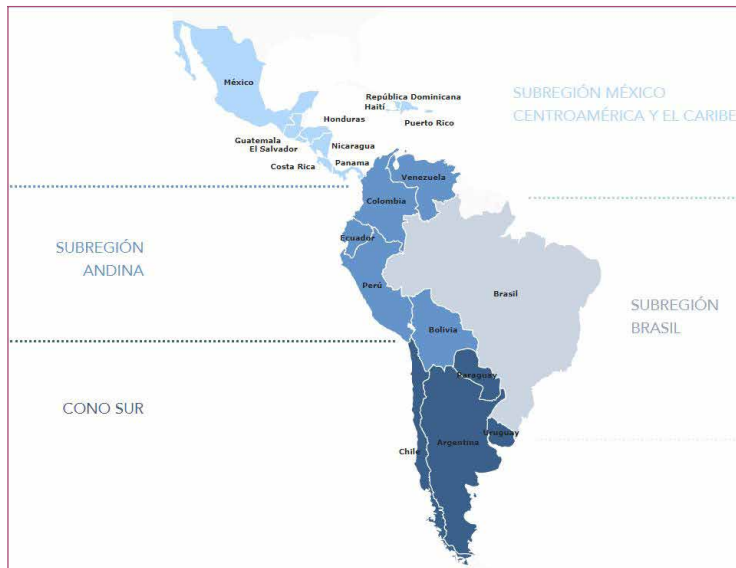 México
República Dominicana
Haití
Puerto Rico
SUBREGIÓN MÉXICO
CENTROAMÉRICA Y EL CARIBE
Honduras
Guatemala
El Salvador
Nicaragua
Costa Rica
Panama
Venezuela
Colombia
Ecuador
SUBREGIÓN
ANDINA
Perú
Brasil
SUBREGIÓN
BRASIL
Bolivia
Paraguay
CONO SUR
Uruguay
Argentina
Chile